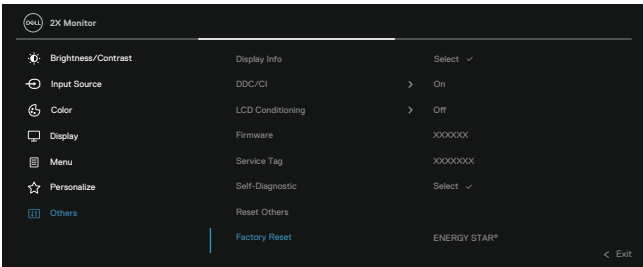 DELL 2X Monitor
Brightness/Contrast
Input Source
Color
Display
Menu
Personalize
Others
Display Info Select
DDC/CI On
LCD Conditioning Off
Firmware XXXXXX
Service Tag XXXXXXX
Self-Diagnostic Select
Reset Others
Factory Reset ENERGY STAR®
< Exit